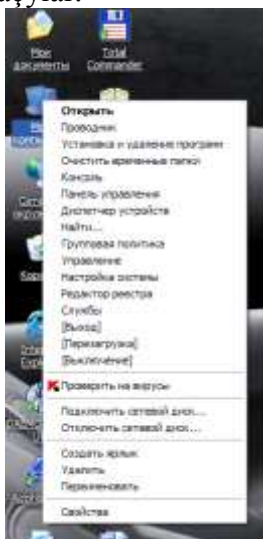 Мои
документы
Total
Commander
Открыть
Проводник
Установка и удаление программ
Очистить временные папки
Консоль
Панель управления
Диспетчер устройств
Найти...
Групповая политика
Управление
Настройка системы
Редактор реестра
Службы
[Выход]
[Перезагрузка]
[Выключение]
Проверить на вирусы
Подключить сетевой диск...
Отключить сетевой диск...
Создать ярлык
Удалить
Переименовать
Свойства